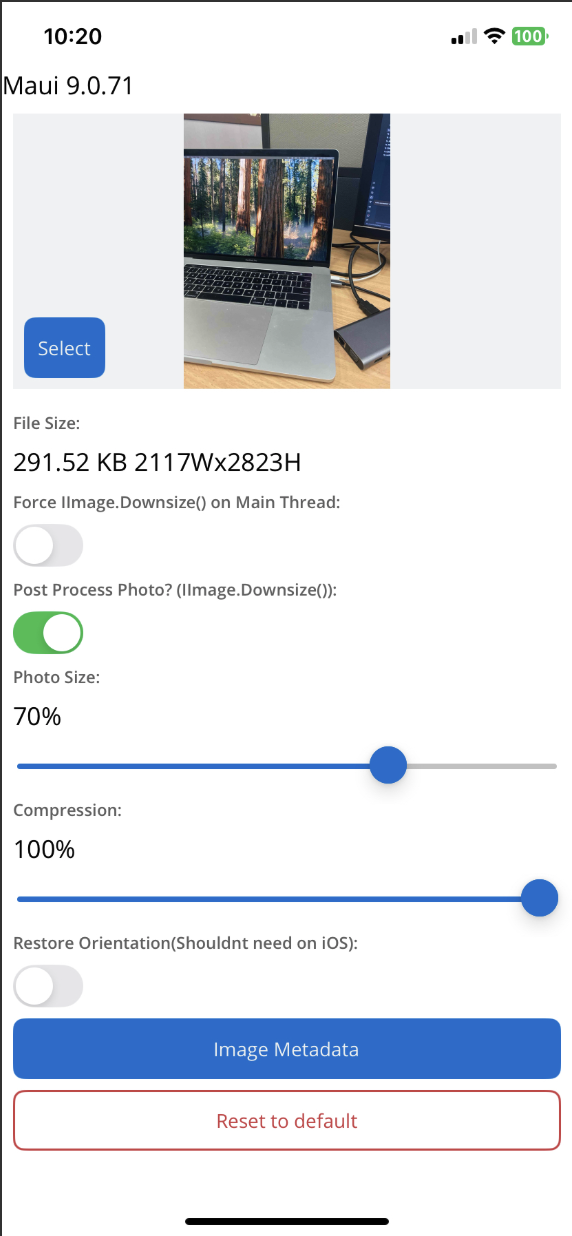 10:20
100
Maui 9.0.71
Select
File Size:
291.52 KB 2117Wx2823H
Force IImage.Downsize() on Main Thread:
Post Process Photo? (IImage.Downsize()):
Photo Size:
70%
Compression:
100%
Restore Orientation(Shouldnt need on iOS):
Image Metadata
Reset to default